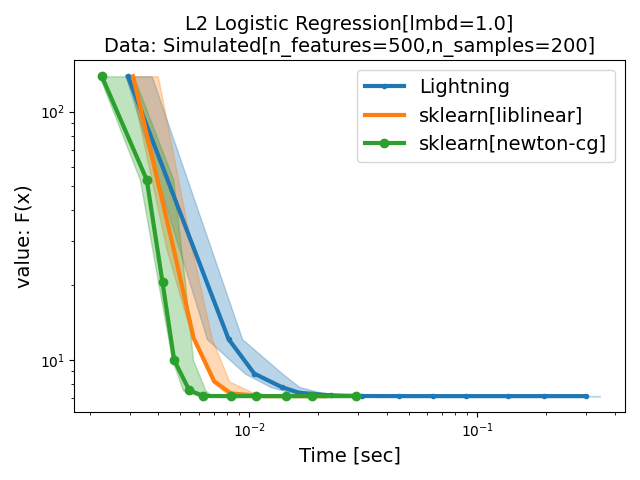 L2 Logistic Regression[lmbd=1.0]
Data: Simulated[n_features=500,n_samples=200]
Lightning
sklearn[liblinear]
sklearn[newton-cg]
value: F(x)
10²
10¹
10⁻²
10⁻¹
Time [sec]